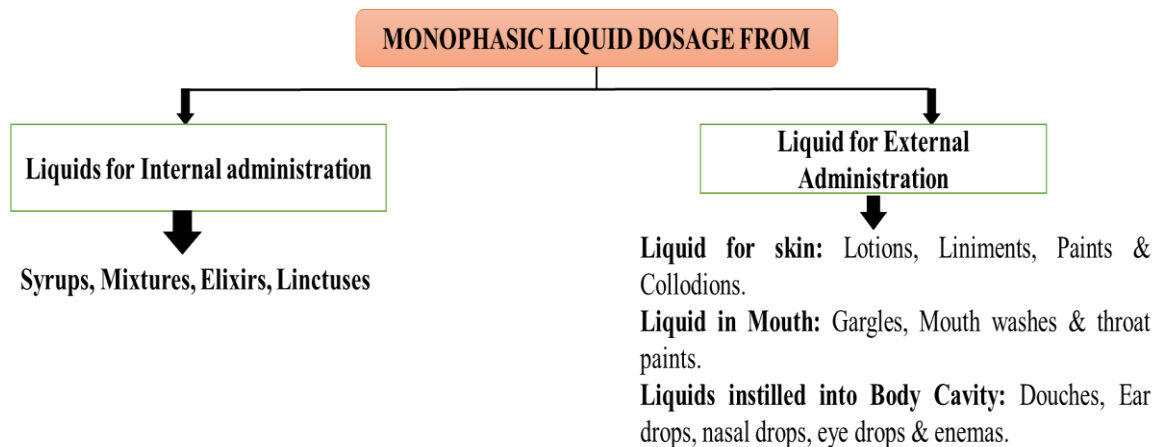 MONOPHASIC LIQUID DOSAGE FROM
Liquids for Internal administration
Syrups, Mixtures, Elixirs, Linctuses
Liquid for External
Administration
Liquid for skin: Lotions, Liniments, Paints &
Collodions.
Liquid in Mouth: Gargles, Mouth washes & throat
paints.
Liquids instilled into Body Cavity: Douches, Ear
drops, nasal drops, eye drops & enemas.